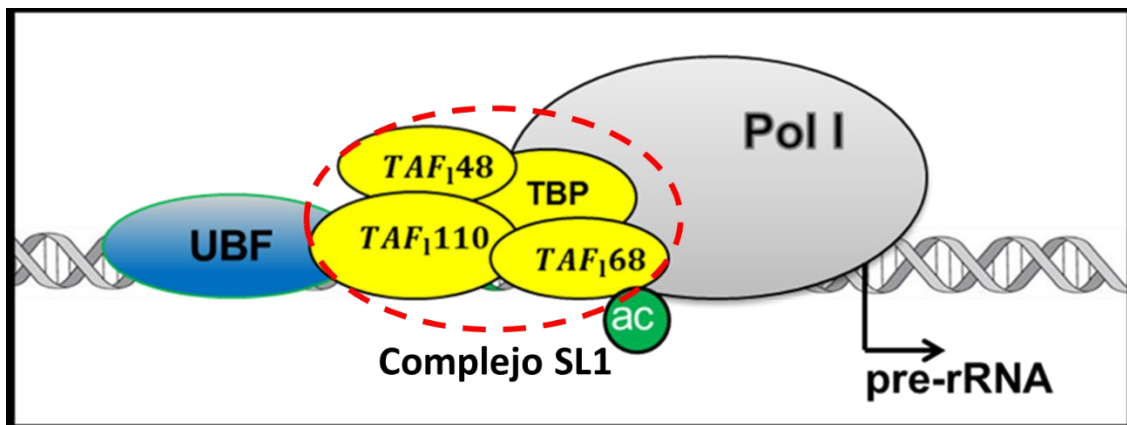 Pol I
TAF₁48
TBP
UBF
TAF₁110
TAF₁68
ac
Complejo SL1
pre-rRNA